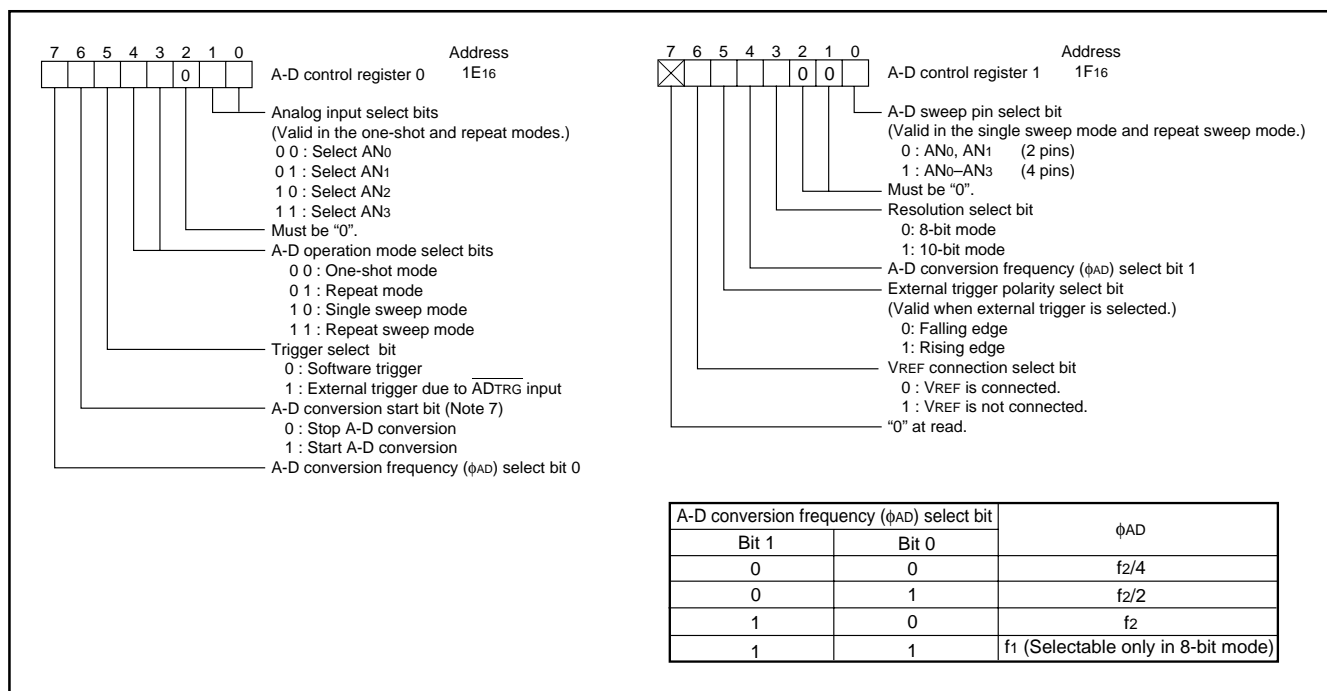 7 6 5 4 3 2 1 0 Address
0 A-D control register 0 1E16
Analog input select bits
(Valid in the one-shot and repeat modes.)
0 0 : Select AN0
0 1 : Select AN1
1 0 : Select AN2
1 1 : Select AN3
Must be “0”.
A-D operation mode select bits
0 0 : One-shot mode
0 1 : Repeat mode
1 0 : Single sweep mode
1 1 : Repeat sweep mode
Trigger select bit
0 : Software trigger
1 : External trigger due to ADTRG input
A-D conversion start bit (Note 7)
0 : Stop A-D conversion
1 : Start A-D conversion
A-D conversion frequency (φAD) select bit 0
7 6 5 4 3 2 1 0 Address
0 0 A-D control register 1 1F16
A-D sweep pin select bit
(Valid in the single sweep mode and repeat sweep mode.)
0 : AN0, AN1 (2 pins)
1 : AN0–AN3 (4 pins)
Must be “0”.
Resolution select bit
0: 8-bit mode
1: 10-bit mode
A-D conversion frequency (φAD) select bit 1
External trigger polarity select bit
(Valid when external trigger is selected.)
0: Falling edge
1: Rising edge
VREF connection select bit
0 : VREF is connected.
1 : VREF is not connected.
“0” at read.
A-D conversion frequency (φAD) select bit φAD
Bit 1 Bit 0
0 0 f2/4
0 1 f2/2
1 0 f2
1 1 f1 (Selectable only in 8-bit mode)